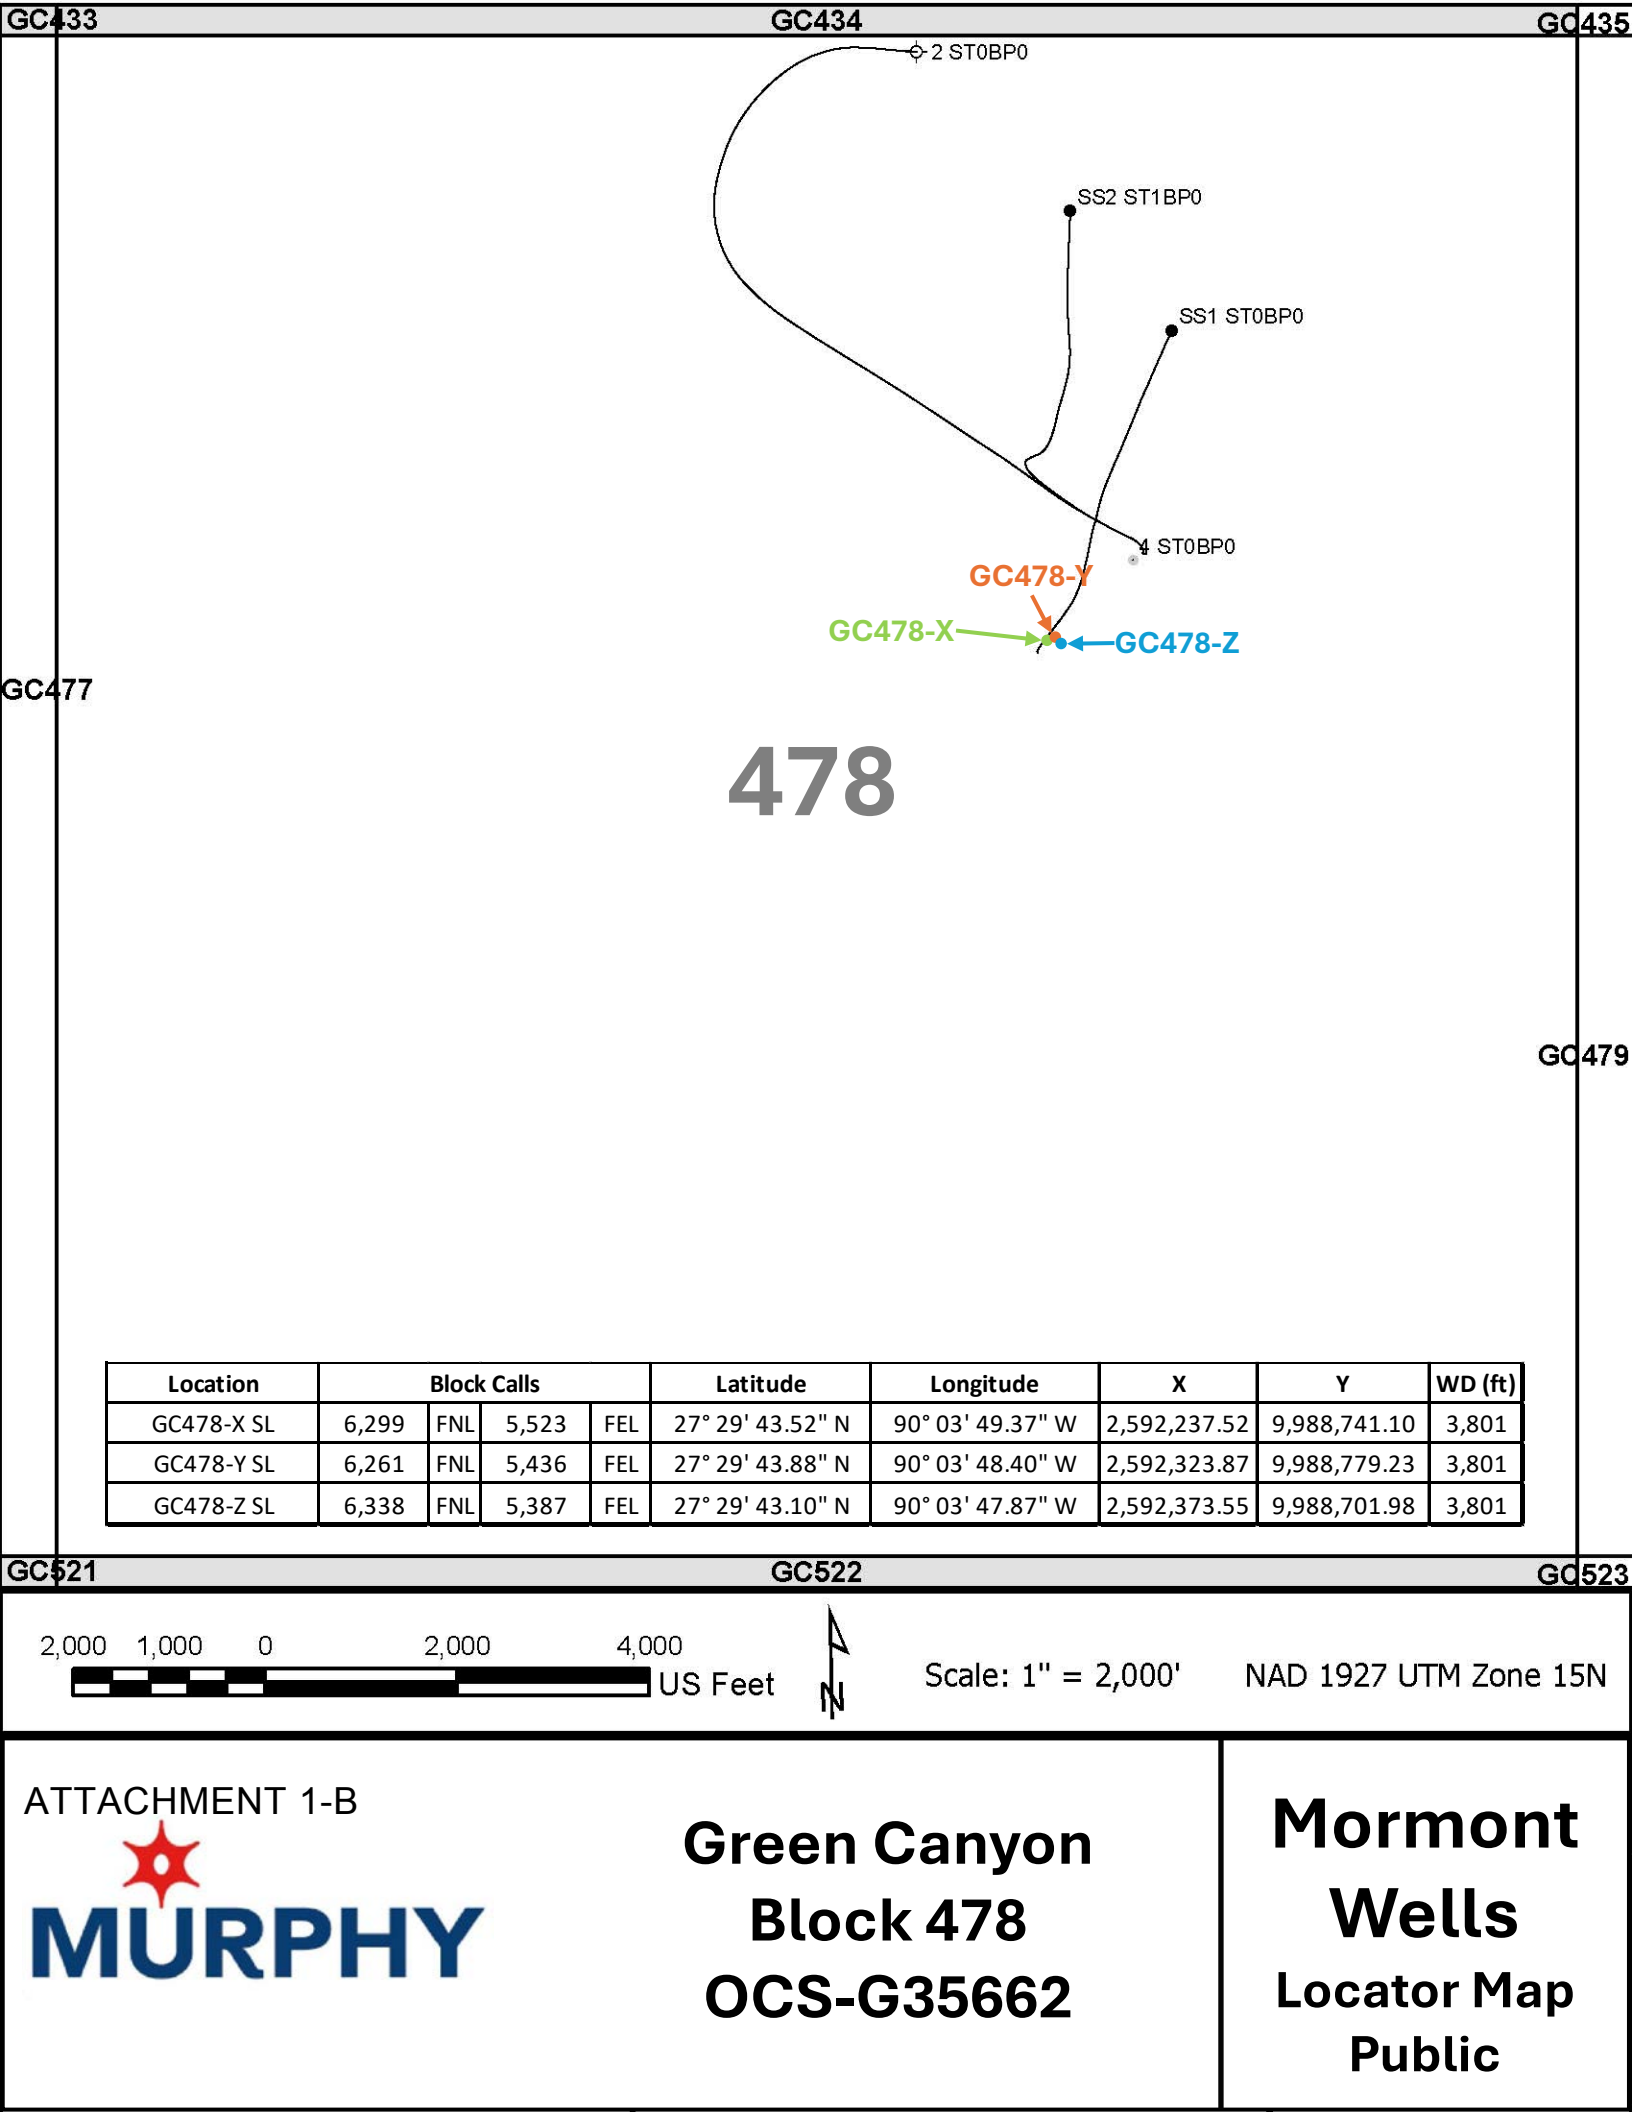 GC433 GC434 GC435
2 ST0BP0
SS2 ST1BP0
SS1 ST0BP0
4 ST0BP0
GC478-Y
GC478-X
GC478-Z
GC477
478
GC479
Location Block Calls Latitude Longitude X Y WD (ft)
GC478-X SL 6,299 FNL 5,523 FEL 27° 29' 43.52" N 90° 03' 49.37" W 2,592,237.52 9,988,741.10 3,801
GC478-Y SL 6,261 FNL 5,436 FEL 27° 29' 43.88" N 90° 03' 48.40" W 2,592,323.87 9,988,779.23 3,801
GC478-Z SL 6,338 FNL 5,387 FEL 27° 29' 43.10" N 90° 03' 47.87" W 2,592,373.55 9,988,701.98 3,801
GC521 GC522 GC523
2,000 1,000 0 2,000 4,000
US Feet
N
Scale: 1" = 2,000'
NAD 1927 UTM Zone 15N
ATTACHMENT 1-B
MURPHY
Green Canyon
Block 478
OCS-G35662
Mormont
Wells
Locator Map
Public